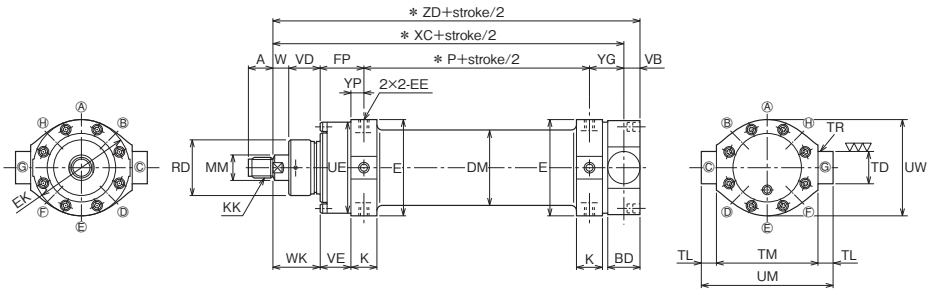 * ZD+stroke/2
* XC+stroke/2
A W VD FP * P+stroke/2 YG VB
YP 2×2-EE
Ⓐ
Ⓗ Ⓑ
Ⓖ Ⓒ
EK
Ⓕ Ⓓ
Ⓔ
RD MM UE E DM E
KK
WK VE K K BD
Ⓐ
Ⓑ Ⓗ TR
Ⓒ Ⓖ TD UW
Ⓓ Ⓕ
Ⓔ
TL TM TL
UM